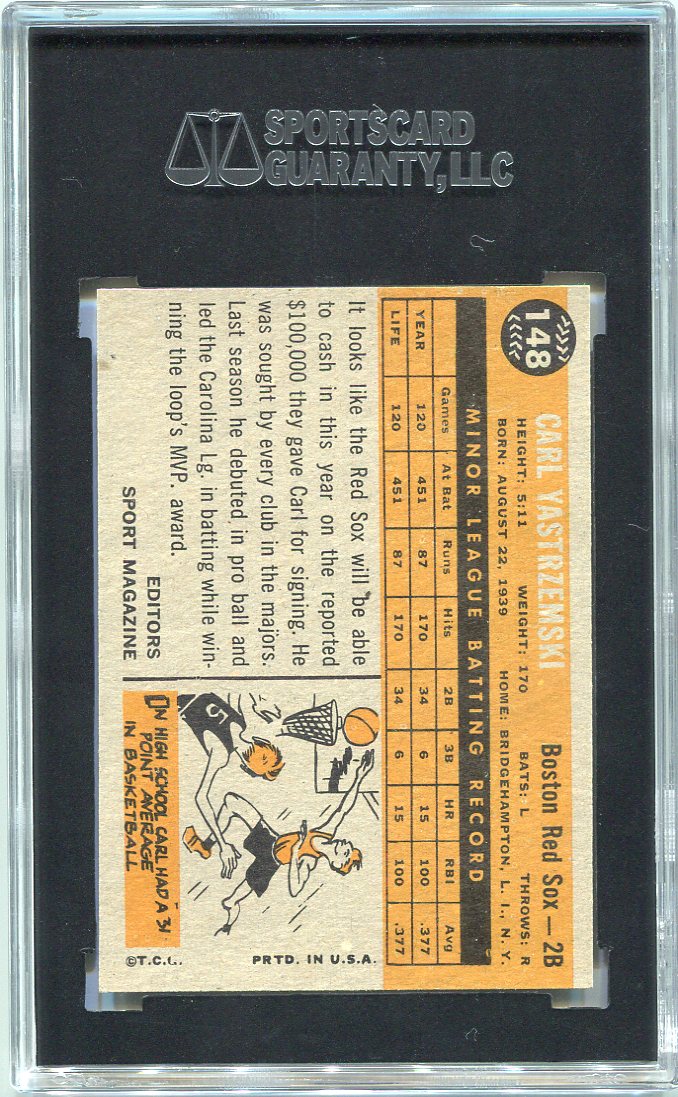 SPORTSCARD
GUARANTY, LLC
148
CARL YASTRZEMSKI
Boston Red Sox — 2B
HEIGHT: 5:11 WEIGHT: 170 BATS: L THROWS: R
BORN: AUGUST 22, 1939 HOME: BRIDGEHAMPTON, L. I., N. Y.
MINOR LEAGUE BATTING RECORD
Games At Bat Runs Hits 2B 3B HR RBI Avg
YEAR 120 451 87 170 34 6 15 100 .377
LIFE 120 451 87 170 34 6 15 100 .377
It looks like the Red Sox will be able
to cash in this year on the reported
$100,000 they gave Carl for signing. He
was sought by every club in the majors.
Last season he debuted in pro ball and
led the Carolina Lg. in batting while win-
ning the loop's MVP. award.
EDITORS
SPORT MAGAZINE
15
IN HIGH SCHOOL CARL HAD A 31
POINT AVERAGE
IN BASKETBALL
©T.C.G. PRTD. IN U.S.A.